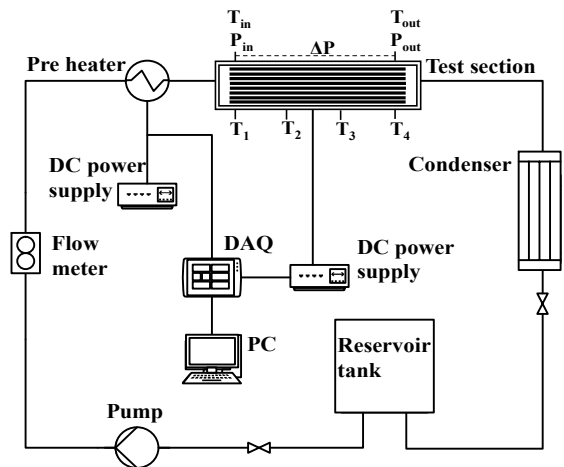 T_in T_out
P_in ΔP P_out
Pre heater
Test section
T_1 T_2 T_3 T_4
Condenser
DC power
supply
Flow
meter
DAQ
DC power
supply
PC
Reservoir
tank
Pump